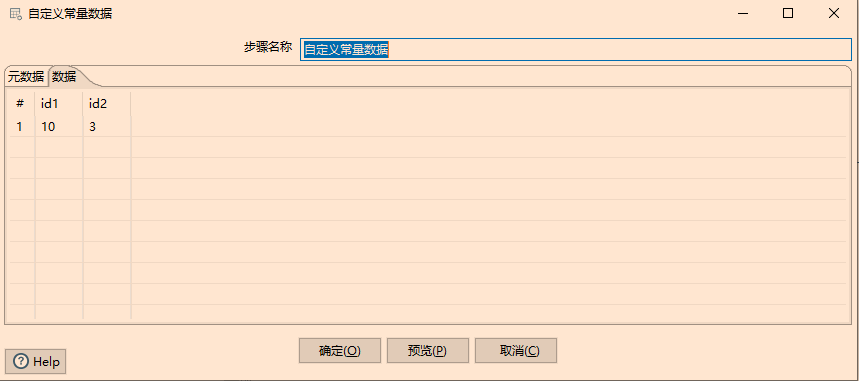 自定义常量数据
步骤名称 自定义常量数据
元数据 数据
# id1 id2
1 10 3
确定(O) 预览(P) 取消(C)
Help